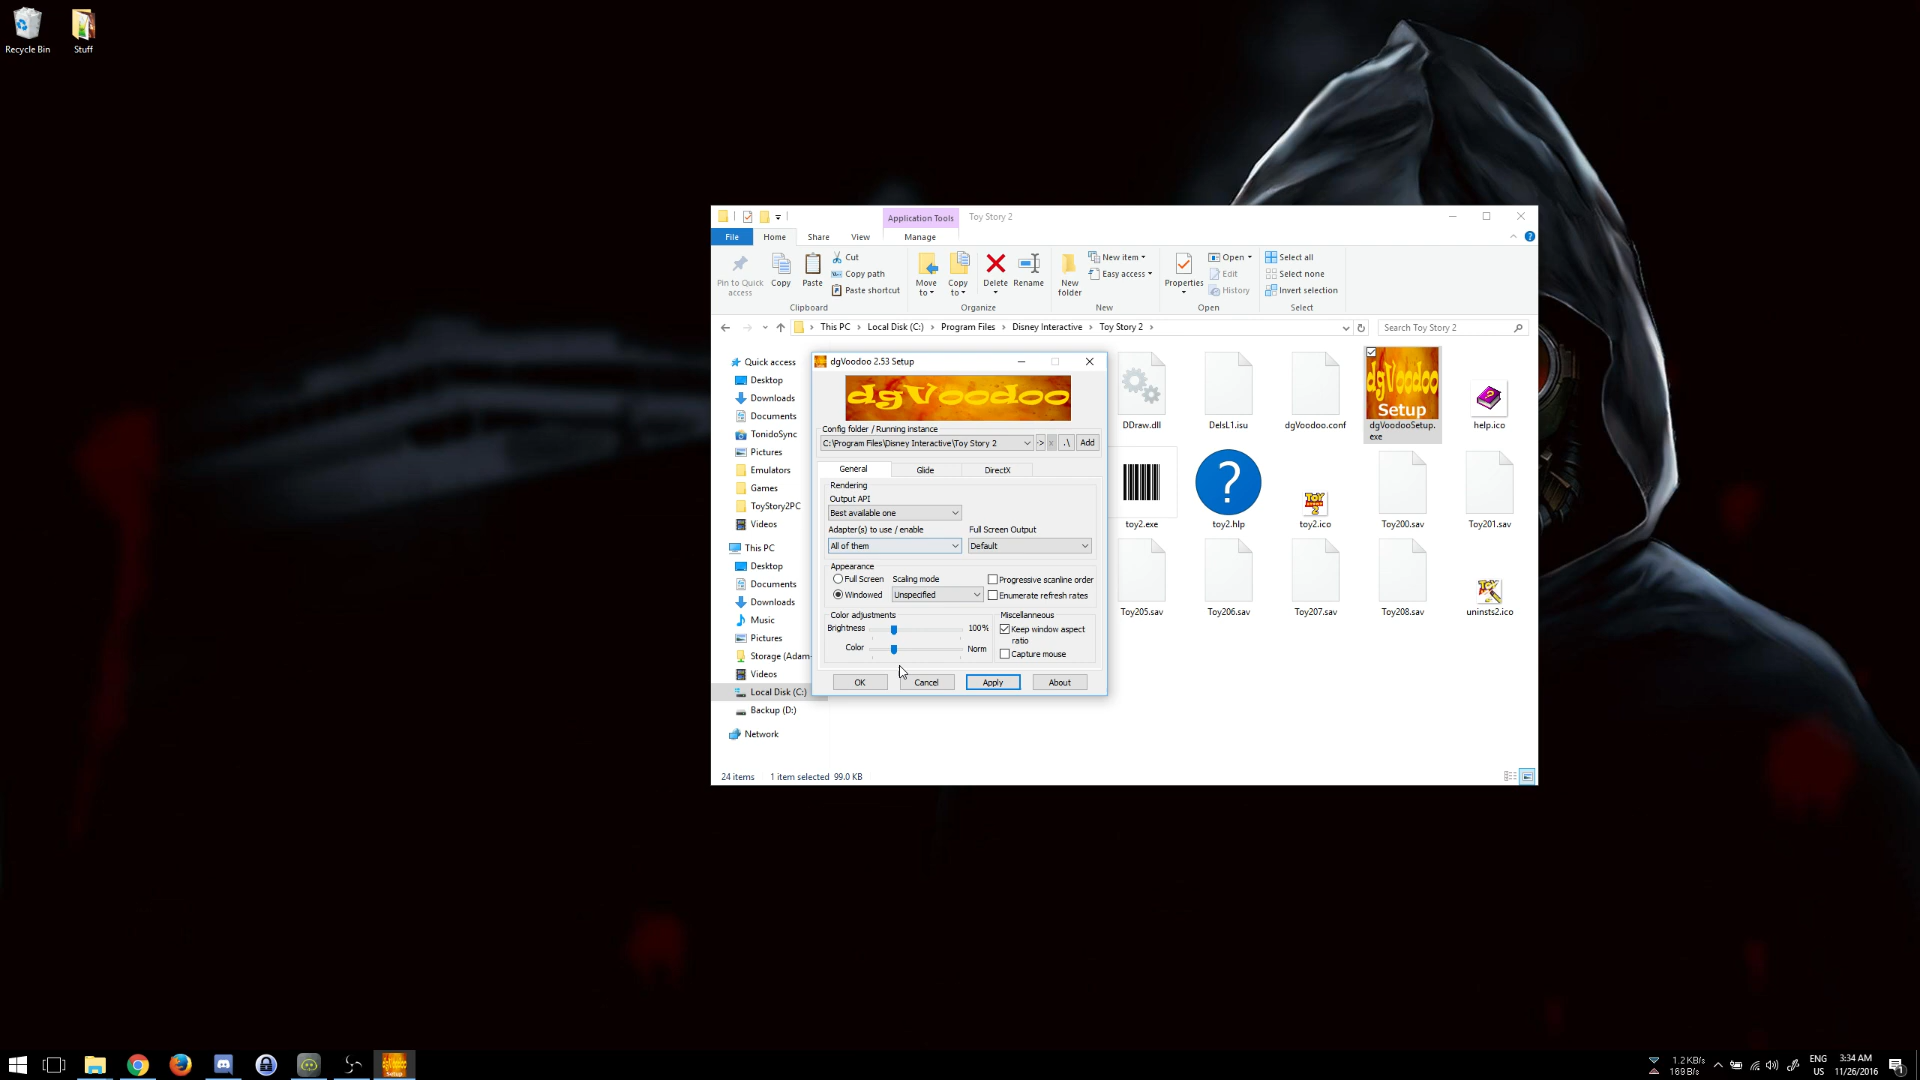 Recycle Bin
Stuff
Application Tools
Toy Story 2
File
Home
Share
View
Manage
Pin to Quick
access
Copy
Paste
Cut
Copy path
Paste shortcut
Clipboard
Move
to
Copy
to
Delete
Rename
Organize
New
folder
New item
Easy access
New
Properties
Open
Edit
History
Open
Select all
Select none
Invert selection
Select
This PC
Local Disk (C:)
Program Files
Disney Interactive
Toy Story 2
Search Toy Story 2
Quick access
Desktop
Downloads
Documents
TonidoSync
Pictures
Emulators
Games
ToyStory2PC
Videos
This PC
Desktop
Documents
Downloads
Music
Pictures
Storage (Adam-
Videos
Local Disk (C:)
Backup (D:)
Network
dgVoodoo 2.53 Setup
dgVoodoo
Config folder / Running instance
C:\Program Files\Disney Interactive\Toy Story 2
->
x
.\
Add
General
Glide
DirectX
Rendering
Output API
Best available one
Adapter(s) to use / enable
Full Screen Output
All of them
Default
Appearance
Full Screen
Scaling mode
Progressive scanline order
Windowed
Unspecified
Enumerate refresh rates
Color adjustments
Miscellaneous
Brightness
100%
Keep window aspect
ratio
Color
Norm
Capture mouse
OK
Cancel
Apply
About
dgVoodoo
Setup
DDraw.dll
DelsL1.isu
dgVoodoo.conf
dgVoodooSetup.
exe
help.ico
toy2.exe
toy2.hlp
toy2.ico
Toy200.sav
Toy201.sav
Toy205.sav
Toy206.sav
Toy207.sav
Toy208.sav
uninsts2.ico
24 items
1 item selected
99.0 KB
1.2 KB/s
169 B/s
ENG
US
3:34 AM
11/26/2016